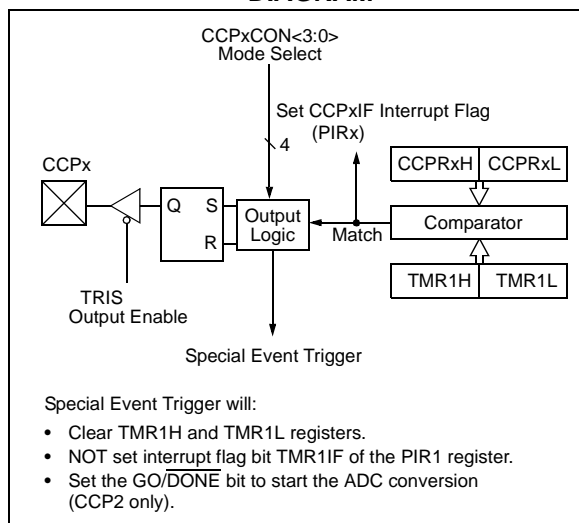 DIAGRAM
CCPxCON<3:0>
Mode Select
Set CCPxIF Interrupt Flag
(PIRx)
4
CCPx
CCPRxH CCPRxL
Q S
R
Output
Logic
Match
Comparator
TRIS
Output Enable
TMR1H TMR1L
Special Event Trigger
Special Event Trigger will:
• Clear TMR1H and TMR1L registers.
• NOT set interrupt flag bit TMR1IF of the PIR1 register.
• Set the GO/D̅O̅N̅E̅ bit to start the ADC conversion
(CCP2 only).